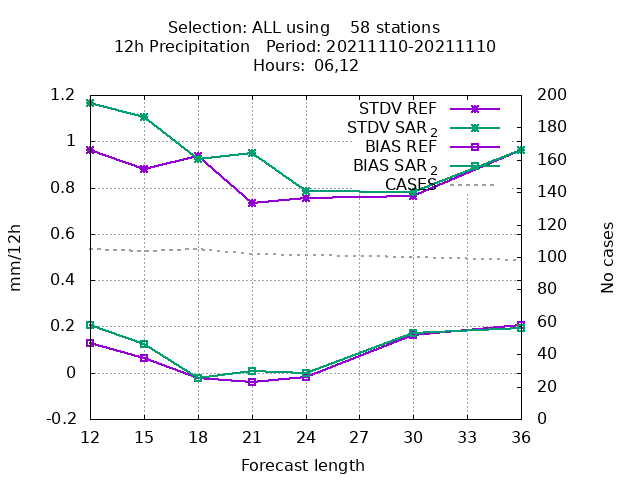 Selection: ALL using    58 stations
12h Precipitation   Period: 20211110-20211110
Hours:  06,12
STDV REF
STDV SAR 2
BIAS REF
BIAS SAR 2
CASES
mm/12h
1.2
1
0.8
0.6
0.4
0.2
0
-0.2
200
180
160
140
120
100
80
60
40
20
0
No cases
12 15 18 21 24 27 30 33 36
Forecast length